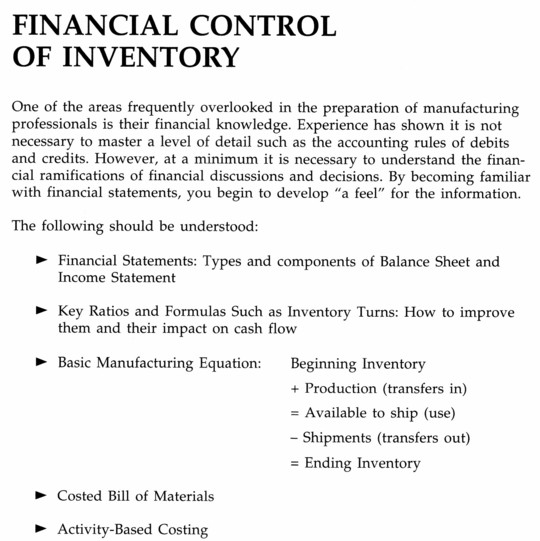 FINANCIAL CONTROL
OF INVENTORY
One of the areas frequently overlooked in the preparation of manufacturing
professionals is their financial knowledge. Experience has shown it is not
necessary to master a level of detail such as the accounting rules of debits
and credits. However, at a minimum it is necessary to understand the finan-
cial ramifications of financial discussions and decisions. By becoming familiar
with financial statements, you begin to develop “a feel” for the information.
The following should be understood:
► Financial Statements: Types and components of Balance Sheet and
Income Statement
► Key Ratios and Formulas Such as Inventory Turns: How to improve
them and their impact on cash flow
► Basic Manufacturing Equation: Beginning Inventory
+ Production (transfers in)
= Available to ship (use)
– Shipments (transfers out)
= Ending Inventory
► Costed Bill of Materials
► Activity-Based Costing